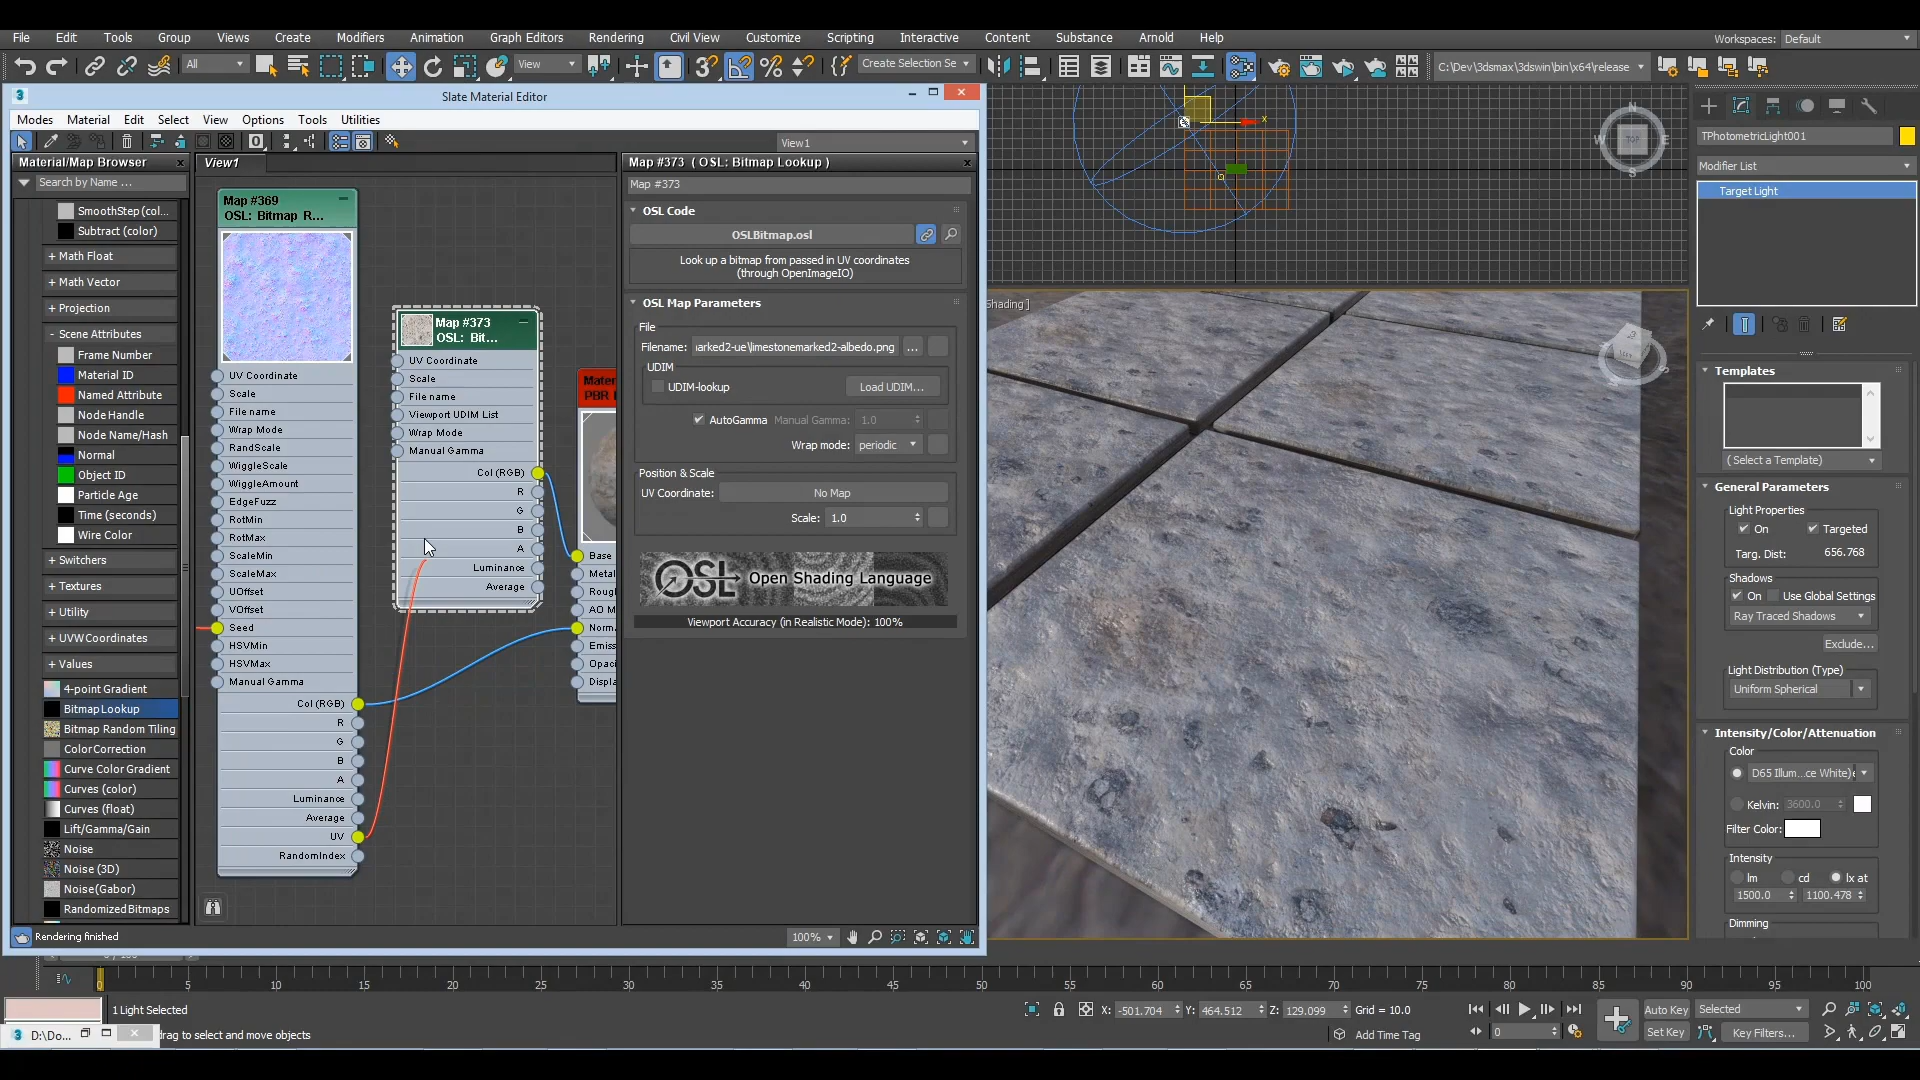 File Edit Tools Group Views Create Modifiers Animation Graph Editors Rendering Civil View Customize Scripting Interactive Content Substance Arnold Help
Workspaces: Default
All
View
Create Selection Se
C:\Dev\3dsmax\3dswin\bin\x64\release
Slate Material Editor
Modes Material Edit Select View Options Tools Utilities
View1
Material/Map Browser
Search by Name ...
SmoothStep (col...
Subtract (color)
+ Math Float
+ Math Vector
+ Projection
- Scene Attributes
Frame Number
Material ID
Named Attribute
Node Handle
Node Name/Hash
Normal
Object ID
Particle Age
Time (seconds)
Wire Color
+ Switchers
+ Textures
+ Utility
+ UVW Coordinates
+ Values
4-point Gradient
Bitmap Lookup
Bitmap Random Tiling
Color Correction
Curve Color Gradient
Curves (color)
Curves (float)
Lift/Gamma/Gain
Noise
Noise (3D)
Noise (Gabor)
Randomized Bitmaps
View1
Map #369
OSL: Bitmap R...
UV Coordinate
Scale
File name
Wrap Mode
RandScale
WiggleScale
WiggleAmount
EdgeFuzz
RotMin
RotMax
ScaleMin
ScaleMax
UOffset
VOffset
Seed
HSVMin
HSVMax
Manual Gamma
Col (RGB)
R
G
B
A
Luminance
Average
UV
RandomIndex
Map #373
OSL: Bit...
UV Coordinate
Scale
File name
Viewport UDIM List
Wrap Mode
Manual Gamma
Col (RGB)
R
G
B
A
Luminance
Average
Mater
PBR
Base
Metal
Roug
AO M
Norm
Emiss
Opaci
Displa
Map #373 ( OSL: Bitmap Lookup )
Map #373
OSL Code
OSLBitmap.osl
Look up a bitmap from passed in UV coordinates
(through OpenImageIO)
OSL Map Parameters
File
Filename: arked2-ue\limestonemarked2-albedo.png ...
UDIM
UDIM-lookup Load UDIM...
AutoGamma Manual Gamma: 1.0
Wrap mode: periodic
Position & Scale
UV Coordinate: No Map
Scale: 1.0
OSL Open Shading Language
Viewport Accuracy (in Realistic Mode): 100%
Rendering finished
100%
x
Shading ]
N
W TOP E
S
TPhotometricLight001
Modifier List
Target Light
Templates
(Select a Template)
General Parameters
Light Properties
On Targeted
Targ. Dist: 656.768
Shadows
On Use Global Settings
Ray Traced Shadows
Exclude...
Light Distribution (Type)
Uniform Spherical
Intensity/Color/Attenuation
Color
D65 Illum...ce White)
Kelvin: 3600.0
Filter Color:
Intensity
lm cd lx at
1500.0 1100.478
Dimming
0 5 10 15 20 25 30 35 40 45 50 55 60 65 70 75 80 85 90 95 100
1 Light Selected
D:\Do...
drag to select and move objects
X: -501.704 Y: 464.512 Z: 129.099 Grid = 10.0
Add Time Tag
0
Auto Key Selected
Set Key Key Filters...